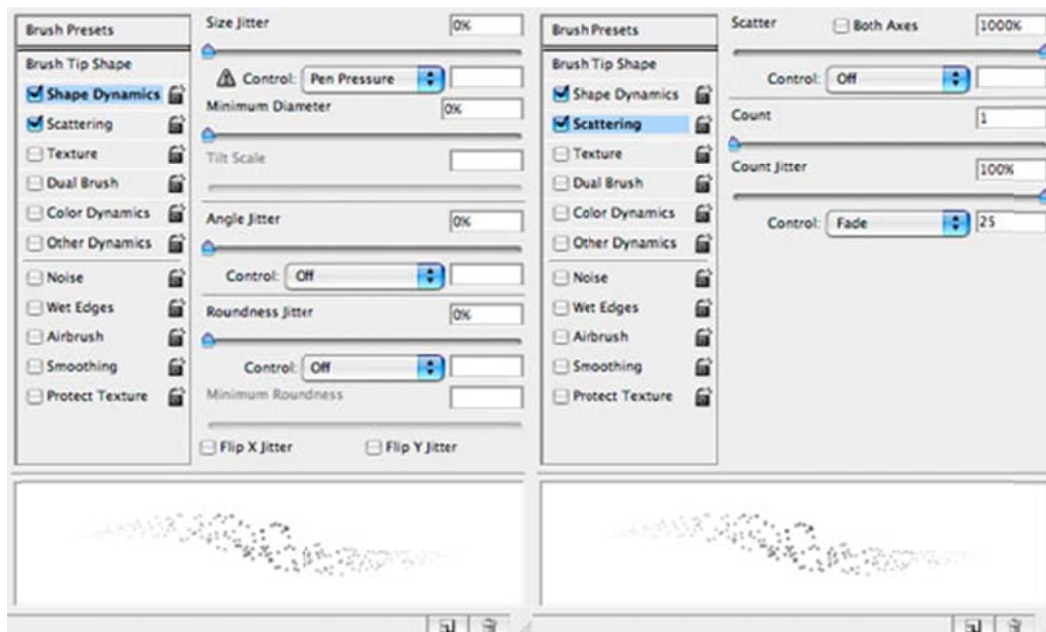 Brush Presets
Brush Tip Shape
Shape Dynamics
Scattering
Texture
Dual Brush
Color Dynamics
Other Dynamics
Noise
Wet Edges
Airbrush
Smoothing
Protect Texture
Size Jitter 0%
Control: Pen Pressure
Minimum Diameter 0%
Tilt Scale
Angle Jitter 0%
Control: Off
Roundness Jitter 0%
Control: Off
Minimum Roundness
Flip X Jitter Flip Y Jitter
Brush Presets
Brush Tip Shape
Shape Dynamics
Scattering
Texture
Dual Brush
Color Dynamics
Other Dynamics
Noise
Wet Edges
Airbrush
Smoothing
Protect Texture
Scatter Both Axes 1000%
Control: Off
Count 1
Count Jitter 100%
Control: Fade 25